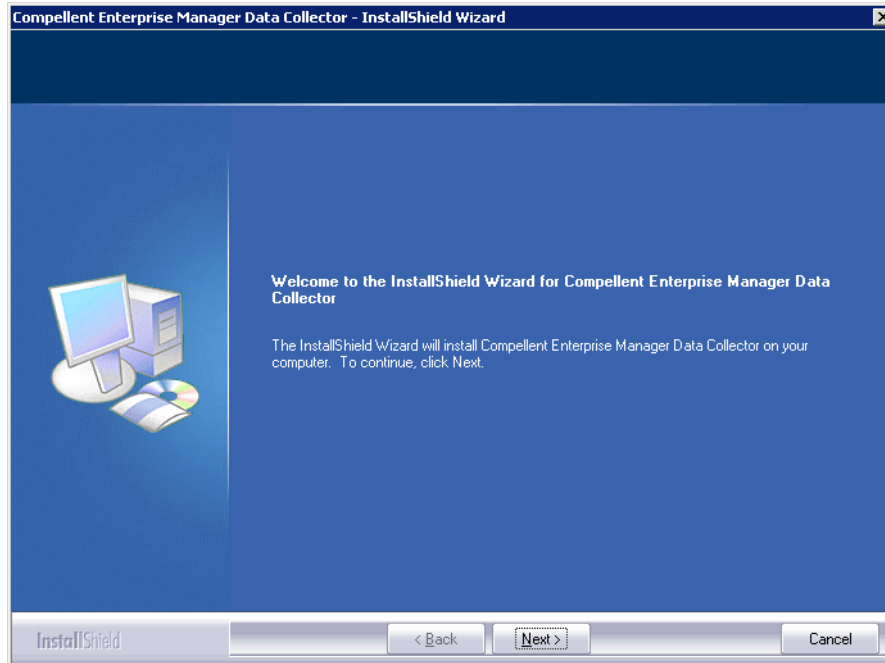 Compellent Enterprise Manager Data Collector - InstallShield Wizard
Welcome to the InstallShield Wizard for Compellent Enterprise Manager Data
Collector
The InstallShield Wizard will install Compellent Enterprise Manager Data Collector on your
computer. To continue, click Next.
InstallShield
< Back
Next >
Cancel